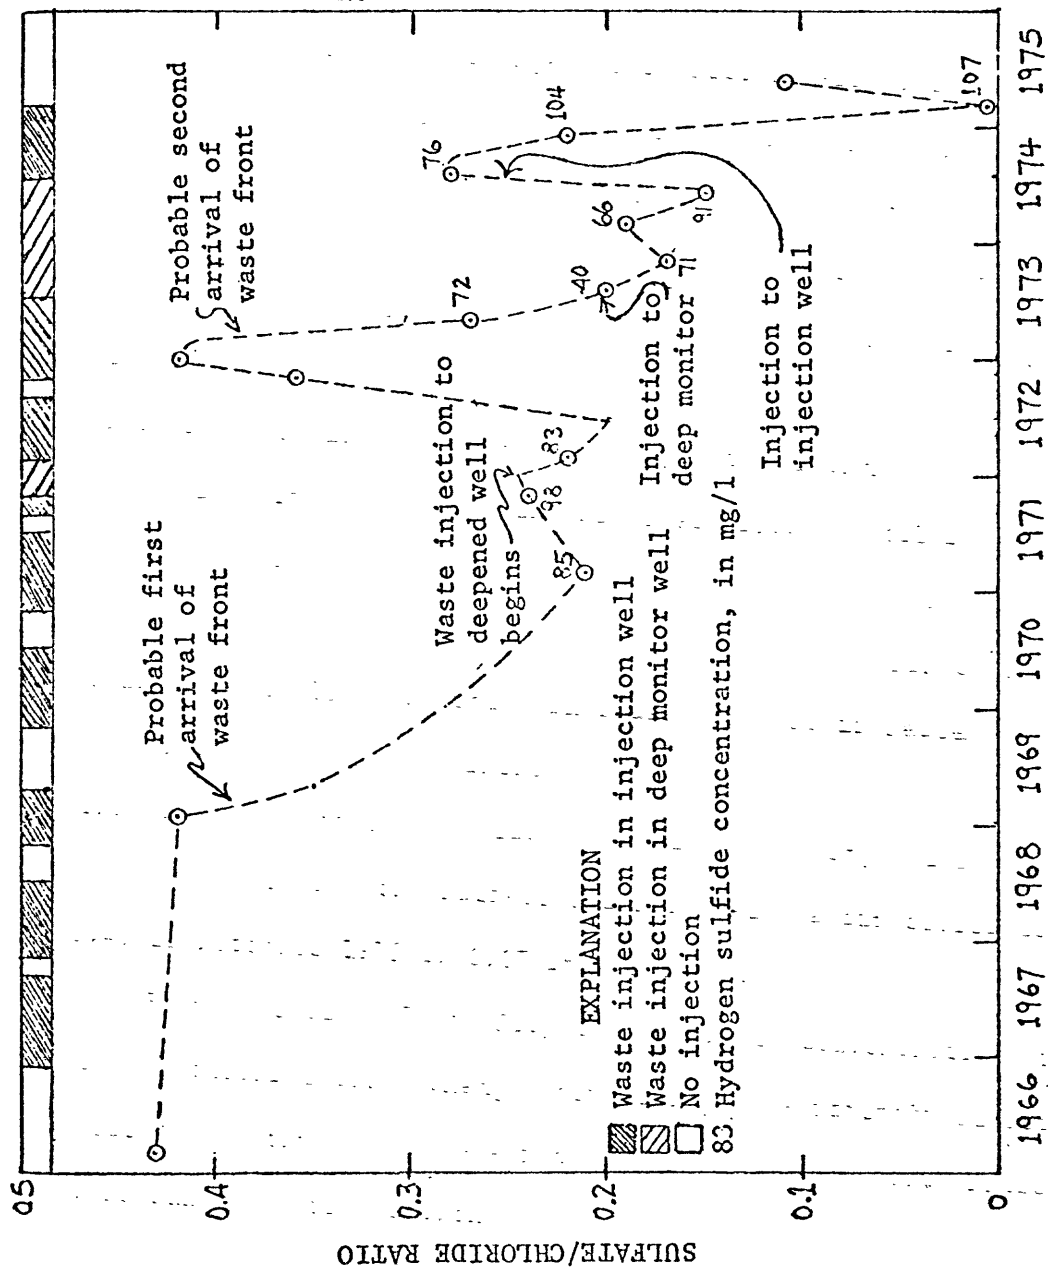 SULFATE/CHLORIDE RATIO
0.5
0.4
0.3
0.2
0.1
0
Probable first
arrival of
waste front
Probable second
arrival of
waste front
Waste injection to
deepened well
begins
Injection to
deep monitor
Injection to
injection well
85
98
83
72
40
71
66
91
76
104
107
EXPLANATION
Waste injection in injection well
Waste injection in deep monitor well
No injection
83 Hydrogen sulfide concentration, in mg/l
1966 1967 1968 1969 1970 1971 1972 1973 1974 1975